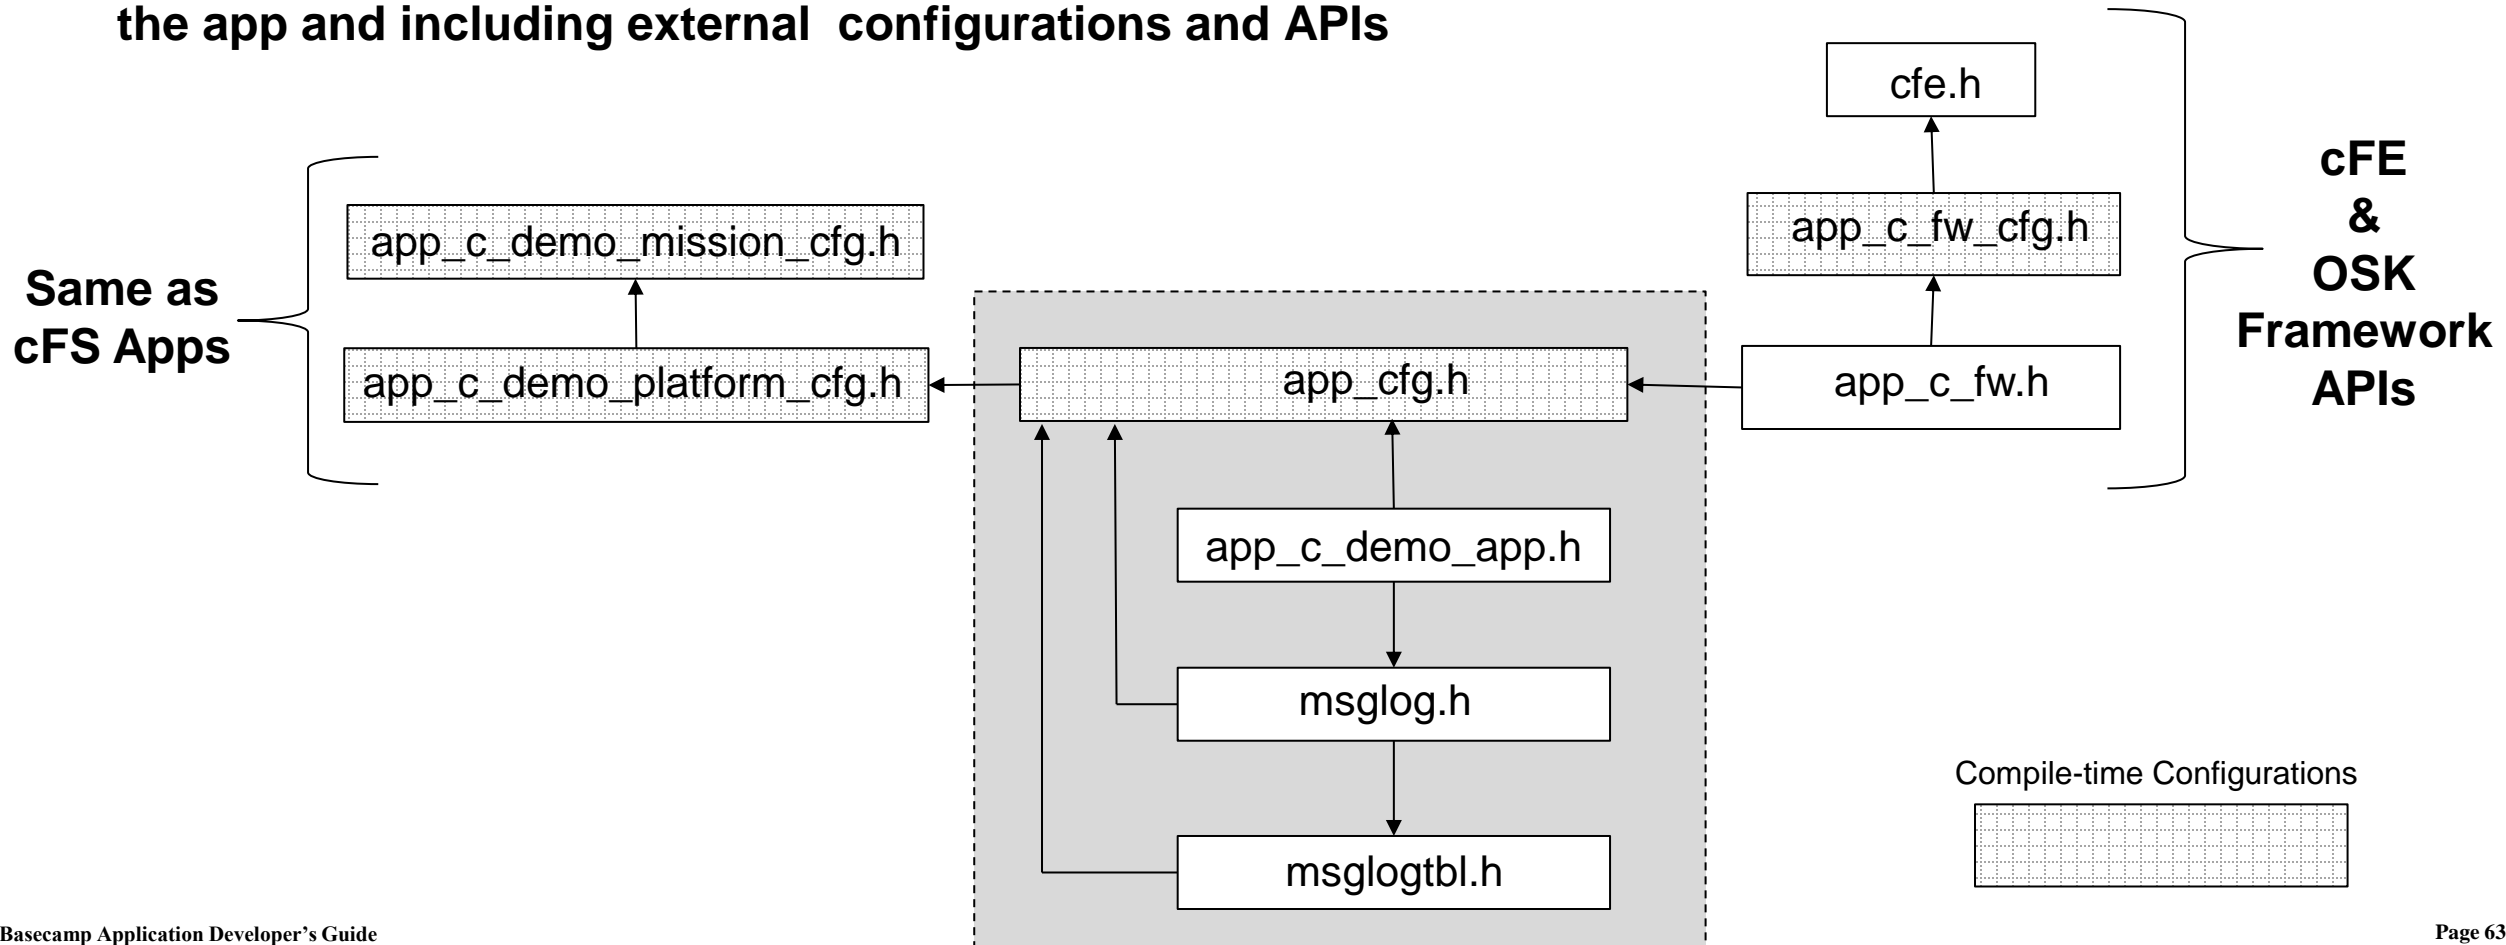 the app and including external  configurations and APIs
cfe.h
app_c_fw_cfg.h
app_c_fw.h
cFE
&
OSK
Framework
APIs
Same as
cFS Apps
app_c_demo_mission_cfg.h
app_c_demo_platform_cfg.h
app_cfg.h
app_c_demo_app.h
msglog.h
msglogtbl.h
Compile-time Configurations
Basecamp Application Developer’s Guide
Page 63